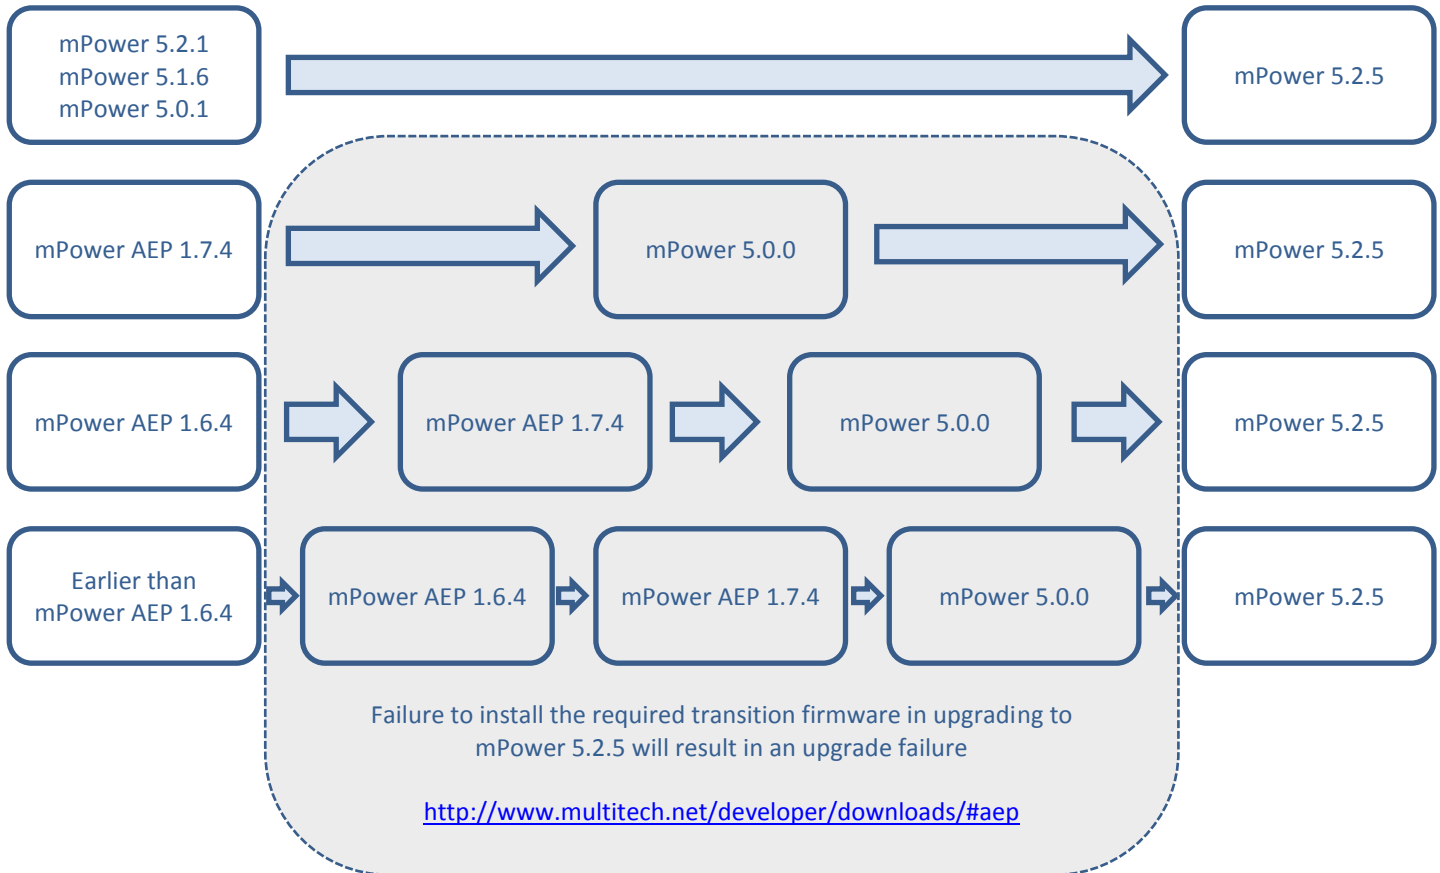 mPower 5.2.1
mPower 5.1.6
mPower 5.0.1
mPower 5.2.5
mPower AEP 1.7.4
mPower 5.0.0
mPower 5.2.5
mPower AEP 1.6.4
mPower AEP 1.7.4
mPower 5.0.0
mPower 5.2.5
Earlier than
mPower AEP 1.6.4
mPower AEP 1.6.4
mPower AEP 1.7.4
mPower 5.0.0
mPower 5.2.5
Failure to install the required transition firmware in upgrading to
mPower 5.2.5 will result in an upgrade failure
http://www.multitech.net/developer/downloads/#aep